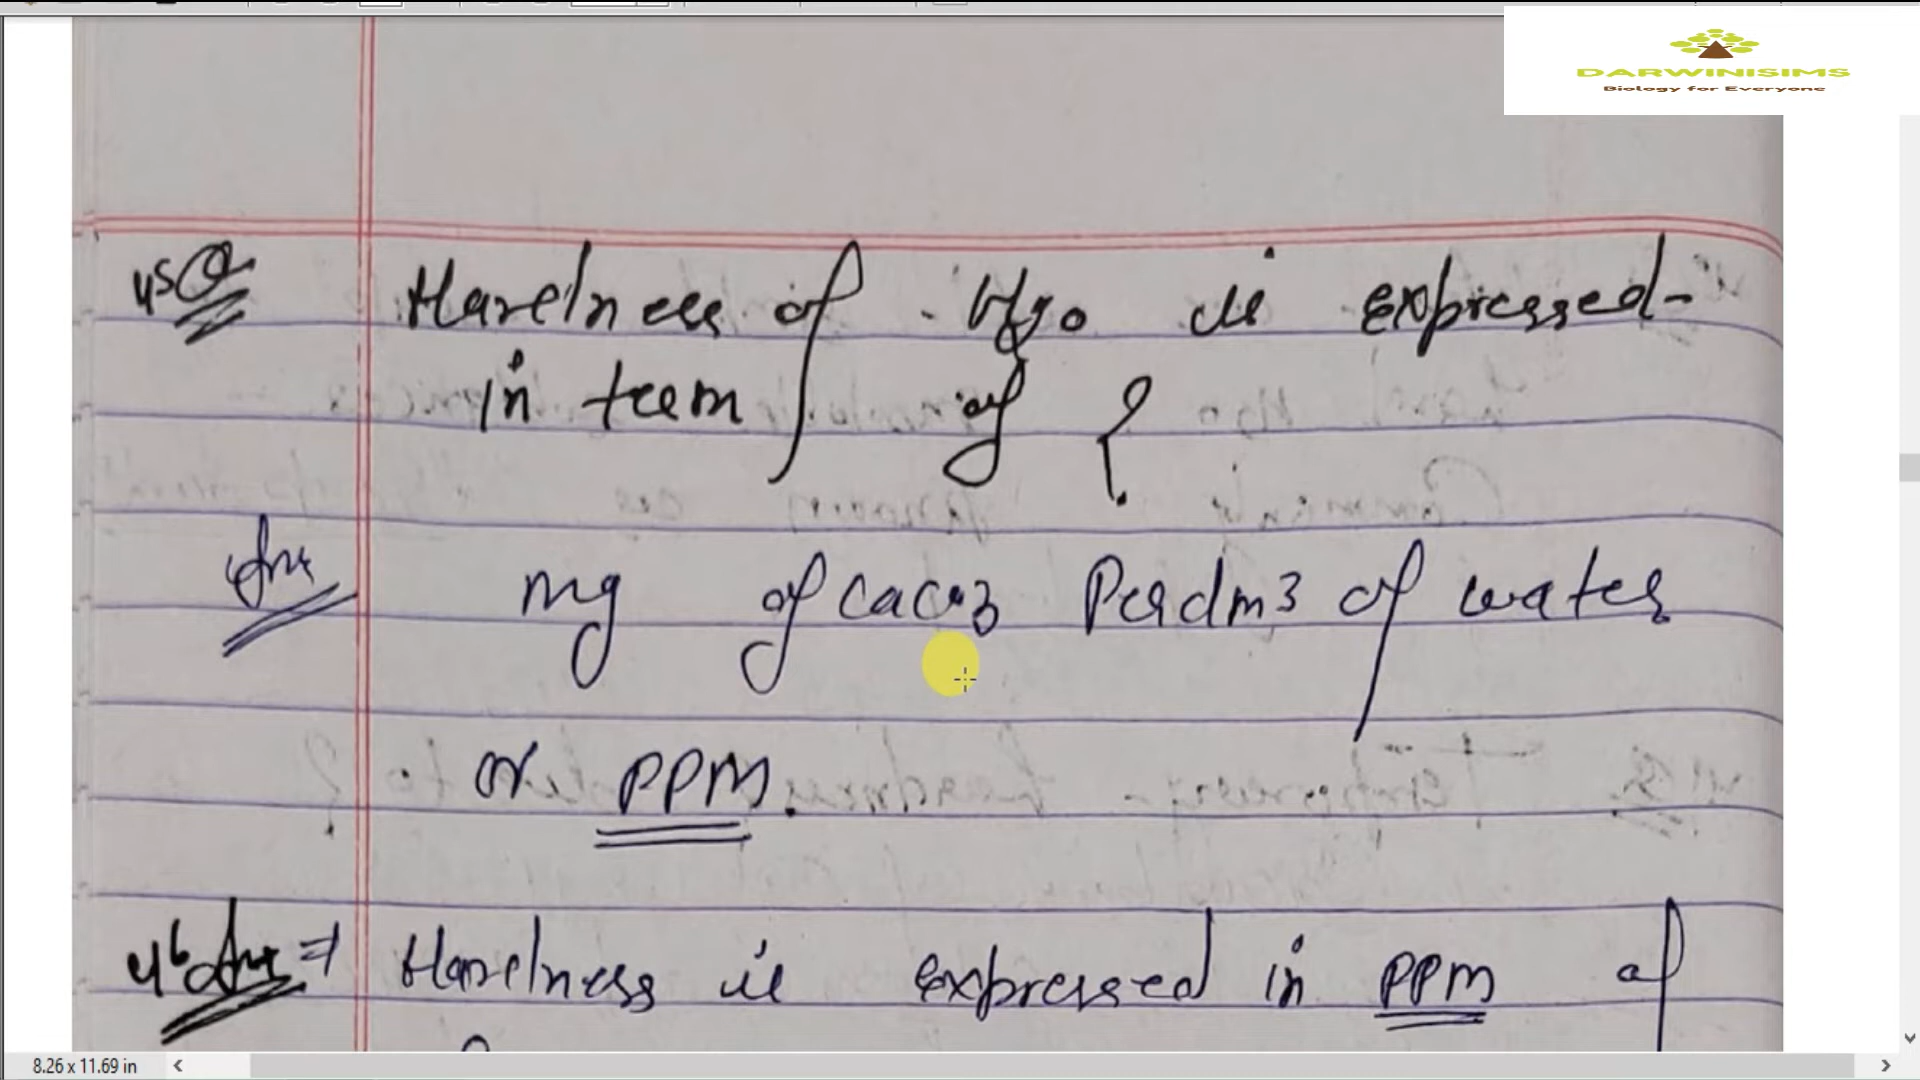 DARWINISIMS
Biology for Everyone
45 Q Hardness of H2O is expressed
in term of ?
Ans mg of CaCO3 Per dm3 of water
or PPM.
46 Ans ⇒ Hardness is expressed in PPM of
8.26 x 11.69 in